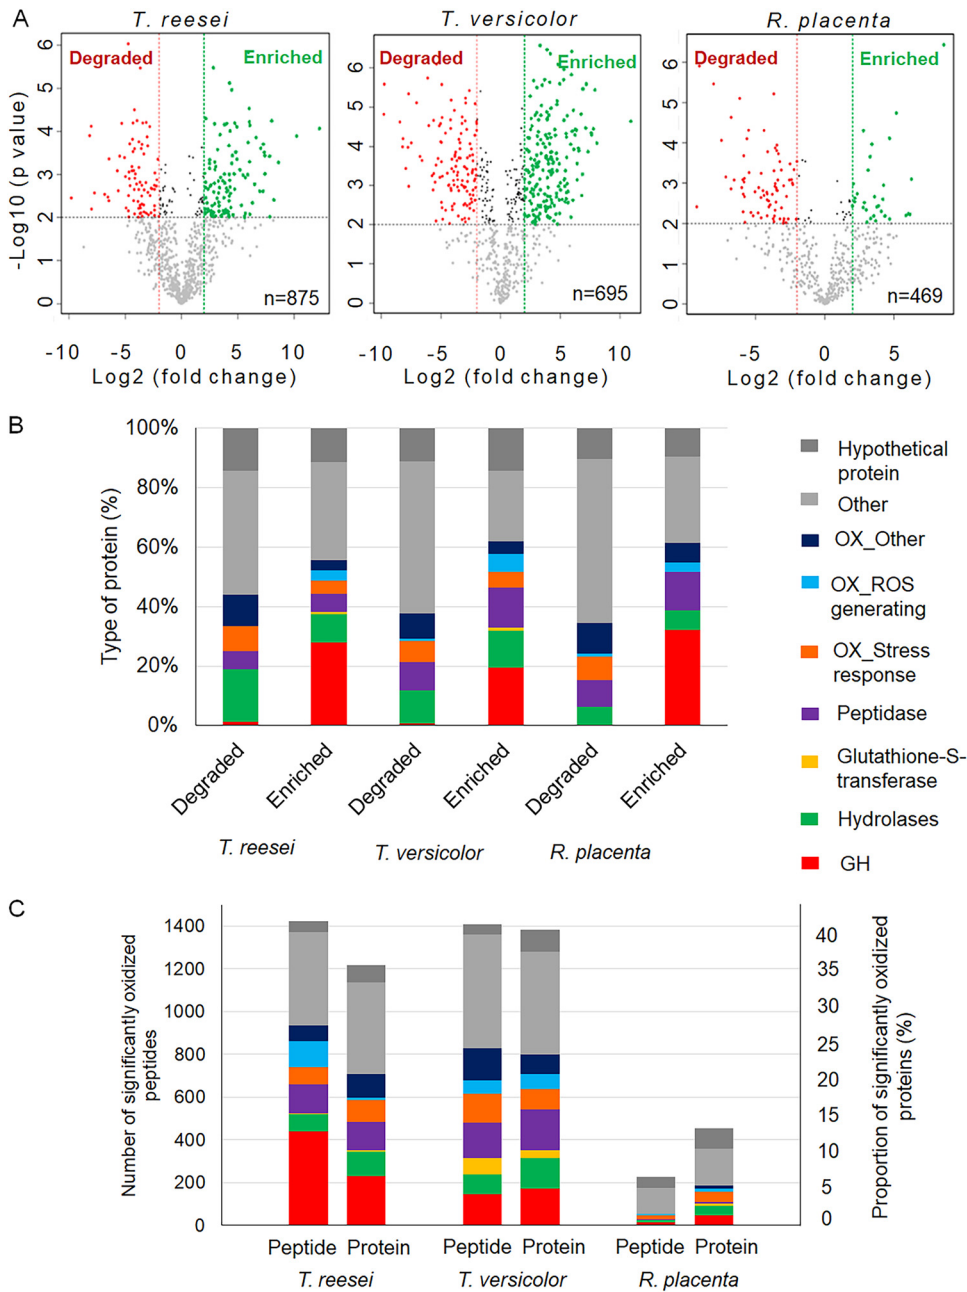 A
T. reesei
T. versicolor
R. placenta
Degraded
Enriched
Degraded
Enriched
Degraded
Enriched
-Log10 (p value)
6
5
4
3
2
1
0
6
5
4
3
2
1
0
6
5
4
3
2
1
0
n=875
n=695
n=469
-10 -5 0 5 10
-10 -5 0 5 10
-5 0 5
Log2 (fold change)
Log2 (fold change)
Log2 (fold change)
B
Type of protein (%)
100%
80%
60%
40%
20%
0%
Degraded
Enriched
Degraded
Enriched
Degraded
Enriched
T. reesei
T. versicolor
R. placenta
Hypothetical
protein
Other
OX_Other
OX_ROS
generating
OX_Stress
response
Peptidase
Glutathione-S-
transferase
Hydrolases
GH
C
Number of significantly oxidized
peptides
1400
1200
1000
800
600
400
200
0
40
35
30
25
20
15
10
5
0
Proportion of significantly oxidized
proteins (%)
Peptide Protein
Peptide Protein
Peptide Protein
T. reesei
T. versicolor
R. placenta